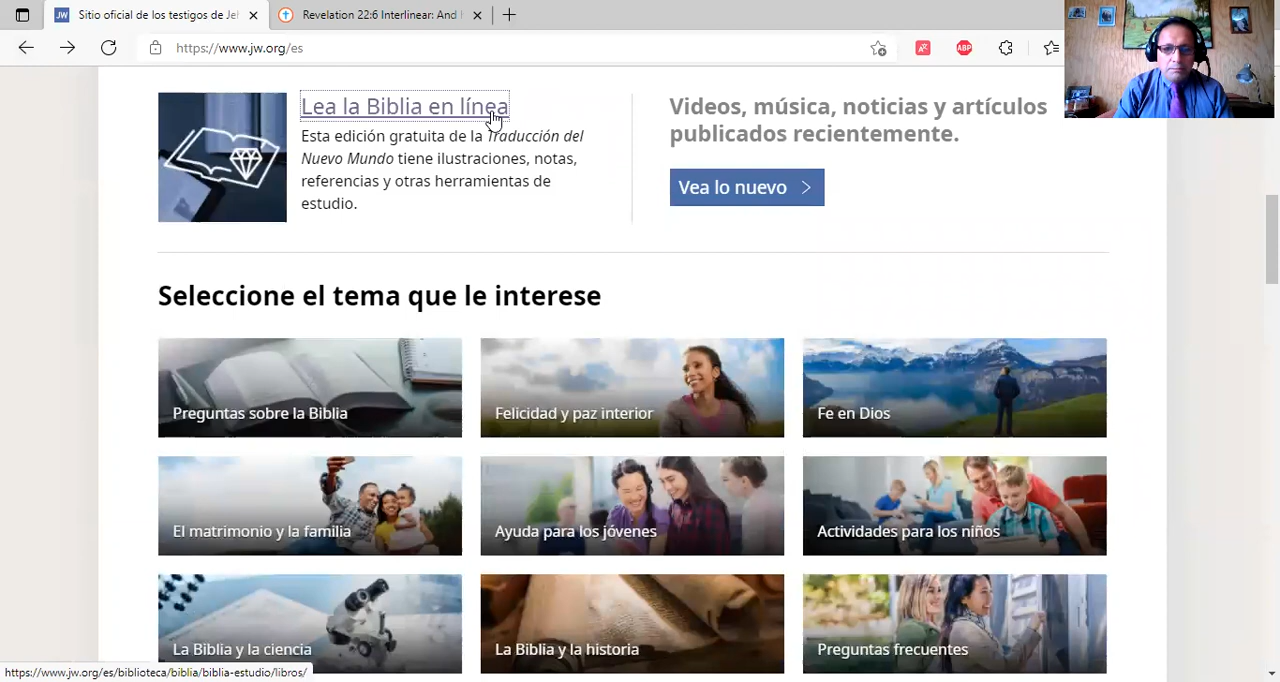 Sitio oficial de los testigos de Jel
Revelation 22:6 Interlinear: And
https://www.jw.org/es
ABP
Lea la Biblia en línea
Esta edición gratuita de la Traducción del
Nuevo Mundo tiene ilustraciones, notas,
referencias y otras herramientas de
estudio.
Videos, música, noticias y artículos
publicados recientemente.
Vea lo nuevo
Seleccione el tema que le interese
Preguntas sobre la Biblia
Felicidad y paz interior
Fe en Dios
El matrimonio y la familia
Ayuda para los jóvenes
Actividades para los niños
La Biblia y la ciencia
La Biblia y la historia
Preguntas frecuentes
https://www.jw.org/es/biblioteca/biblia/biblia-estudio/libros/